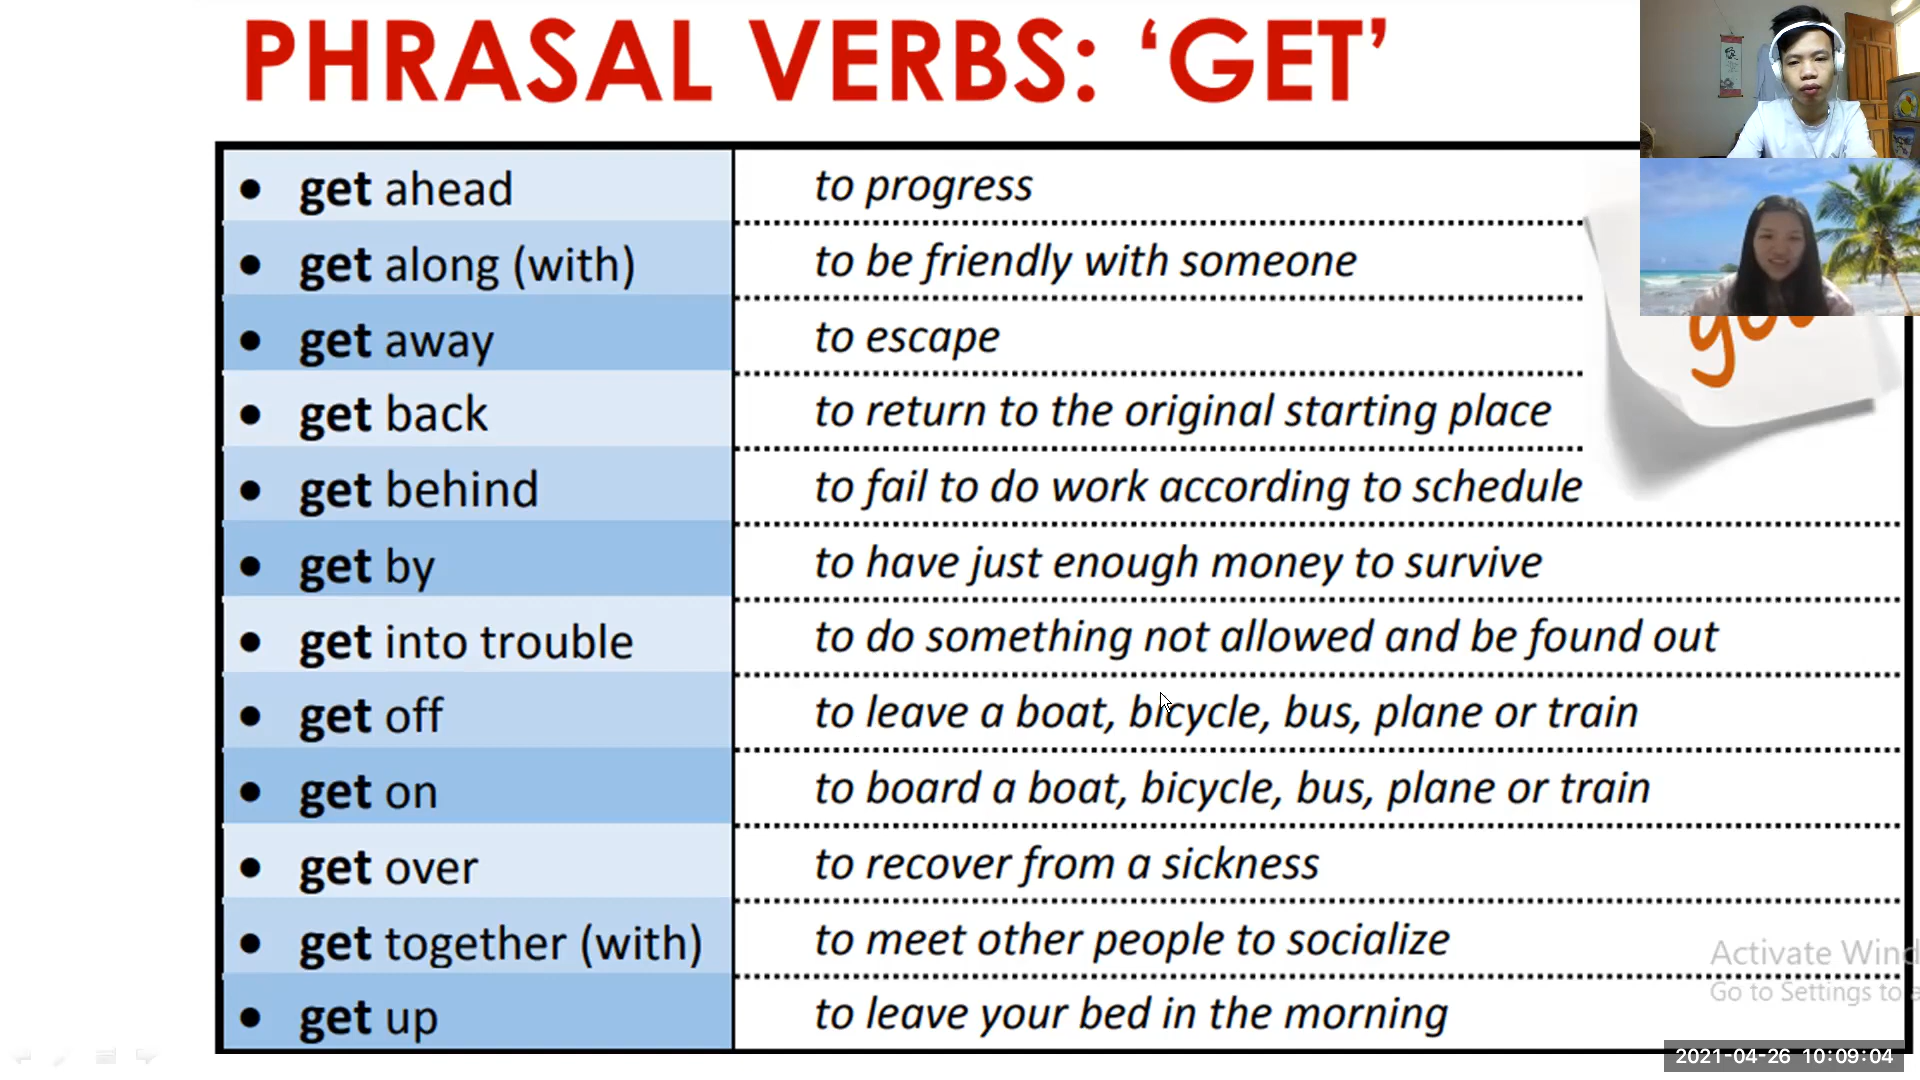 PHRASAL VERBS: ‘GET’
• get ahead to progress
• get along (with) to be friendly with someone
• get away to escape
• get back to return to the original starting place
• get behind to fail to do work according to schedule
• get by to have just enough money to survive
• get into trouble to do something not allowed and be found out
• get off to leave a boat, bicycle, bus, plane or train
• get on to board a boat, bicycle, bus, plane or train
• get over to recover from a sickness
• get together (with) to meet other people to socialize
• get up to leave your bed in the morning
Activate Wind
Go to Settings to a
2021-04-26 10:09:04